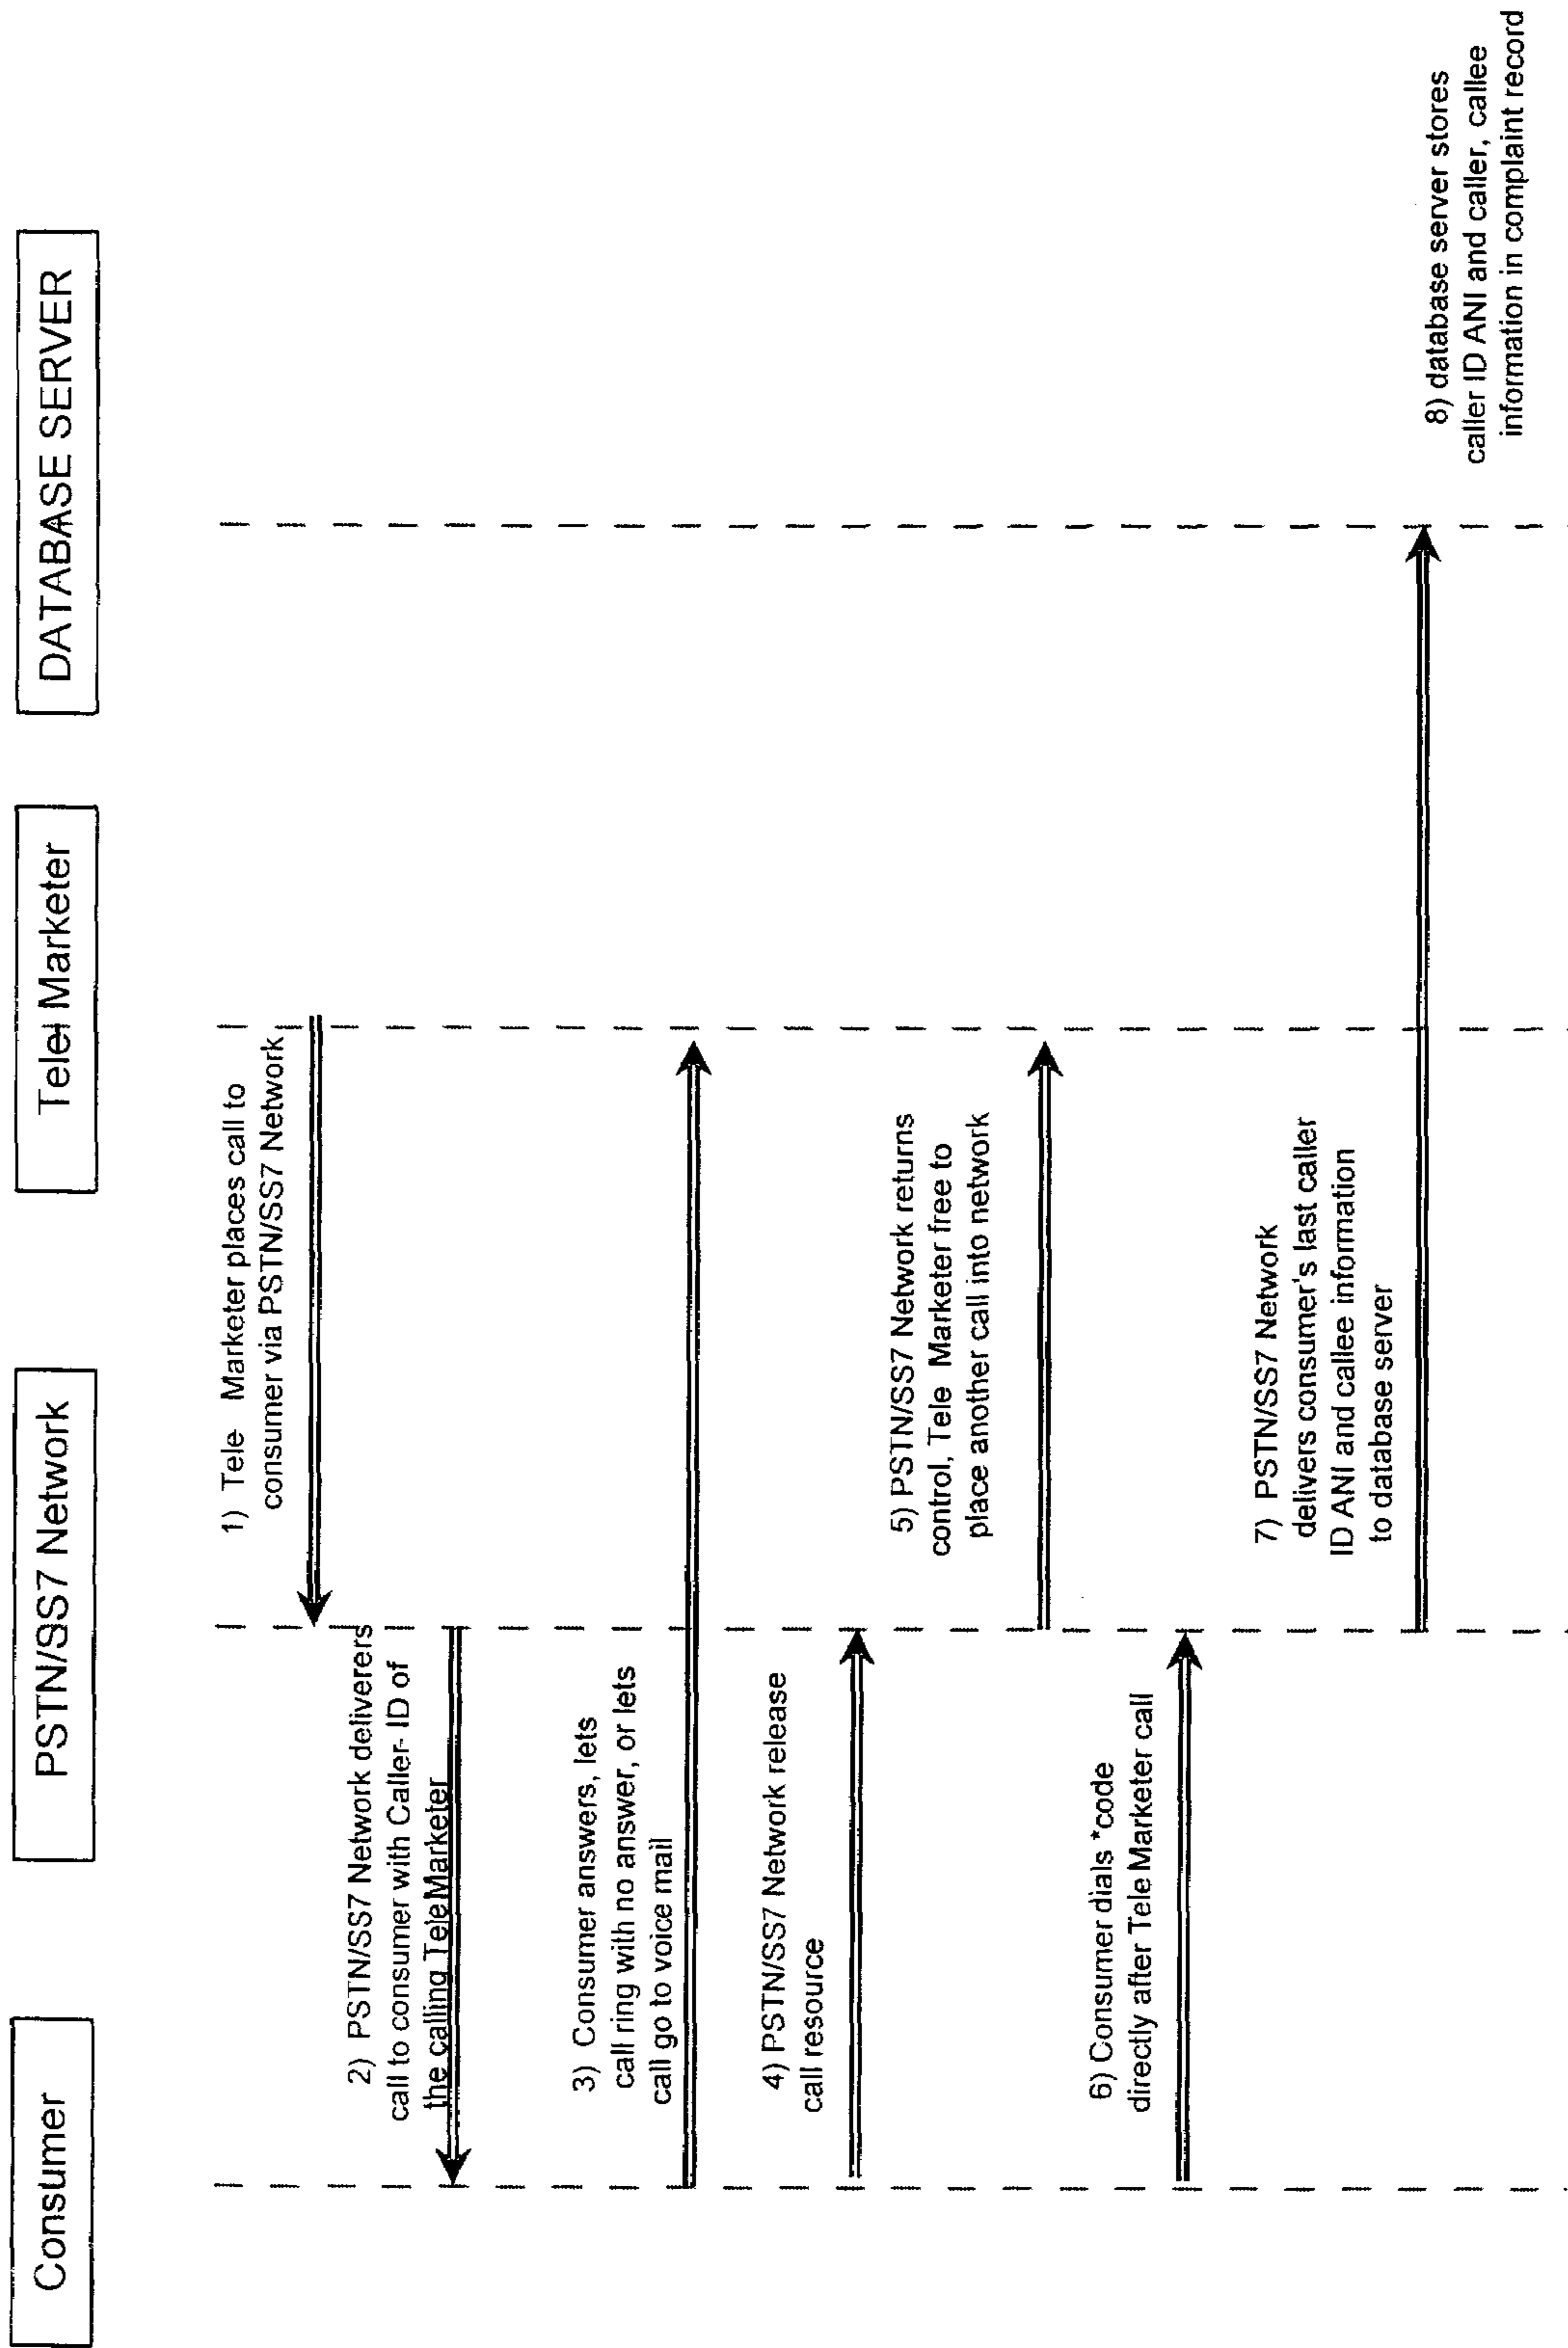 Consumer
PSTN/SS7 Network
Tele Marketer
DATABASE SERVER
1) Tele Marketer places call to
consumer via PSTN/SS7 Network
2) PSTN/SS7 Network deliverers
call to consumer with Caller-ID of
the calling TeleMarketer
3) Consumer answers, lets
call ring with no answer, or lets
call go to voice mail
4) PSTN/SS7 Network release
call resource
5) PSTN/SS7 Network returns
control, Tele Marketer free to
place another call into network
6) Consumer dials *code
directly after Tele Marketer call
7) PSTN/SS7 Network
delivers consumer's last caller
ID ANI and callee information
to database server
8) database server stores
caller ID ANI and caller, callee
information in complaint record